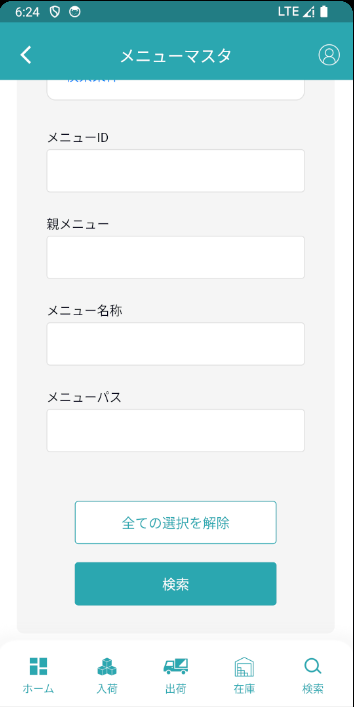 6:24
LTE
メニューマスタ
メニューID
親メニュー
メニュー名称
メニューパス
全ての選択を解除
検索
ホーム
入荷
出荷
在庫
検索